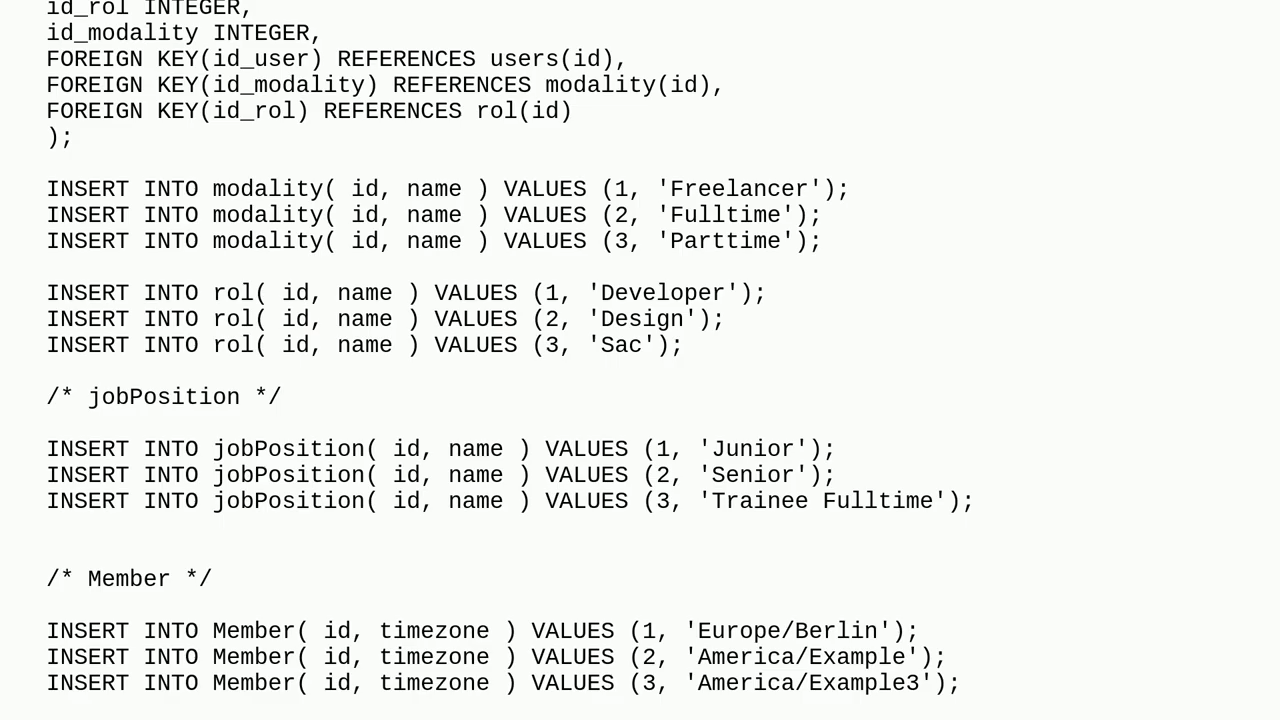 id_rol INTEGER,
id_modality INTEGER,
FOREIGN KEY(id_user) REFERENCES users(id),
FOREIGN KEY(id_modality) REFERENCES modality(id),
FOREIGN KEY(id_rol) REFERENCES rol(id)
);
INSERT INTO modality( id, name ) VALUES (1, 'Freelancer');
INSERT INTO modality( id, name ) VALUES (2, 'Fulltime');
INSERT INTO modality( id, name ) VALUES (3, 'Parttime');
INSERT INTO rol( id, name ) VALUES (1, 'Developer');
INSERT INTO rol( id, name ) VALUES (2, 'Design');
INSERT INTO rol( id, name ) VALUES (3, 'Sac');
/* jobPosition */
INSERT INTO jobPosition( id, name ) VALUES (1, 'Junior');
INSERT INTO jobPosition( id, name ) VALUES (2, 'Senior');
INSERT INTO jobPosition( id, name ) VALUES (3, 'Trainee Fulltime');
/* Member */
INSERT INTO Member( id, timezone ) VALUES (1, 'Europe/Berlin');
INSERT INTO Member( id, timezone ) VALUES (2, 'America/Example');
INSERT INTO Member( id, timezone ) VALUES (3, 'America/Example3');